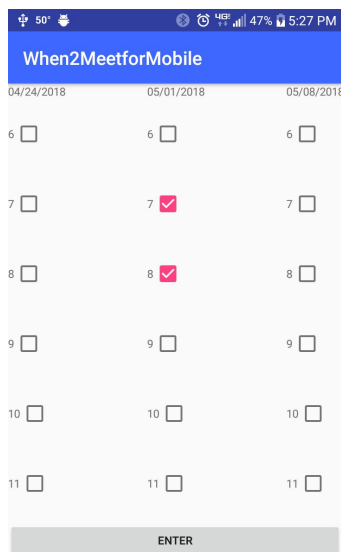 50° 4GE 47% 5:27 PM
When2MeetforMobile
04/24/2018 05/01/2018 05/08/2018
6 6 6
7 7 7
8 8 8
9 9 9
10 10 10
11 11 11
ENTER